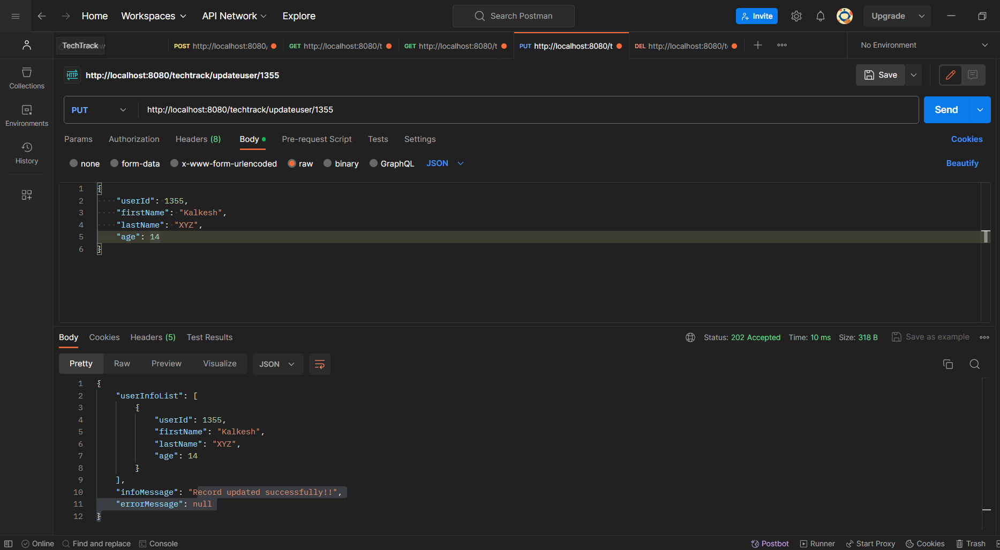 Home Workspaces API Network Explore Search Postman Invite Upgrade
TechTrack POST http://localhost:8080/ GET http://localhost:8080/t GET http://localhost:8080/t PUT http://localhost:8080/t DEL http://localhost:8080/t No Environment
HTTP http://localhost:8080/techtrack/updateuser/1355 Save
Collections
PUT http://localhost:8080/techtrack/updateuser/1355 Send
Environments
Params Authorization Headers (8) Body Pre-request Script Tests Settings Cookies
History
none form-data x-www-form-urlencoded raw binary GraphQL JSON Beautify
1 {
2 "userId": 1355,
3 "firstName": "Kalkesh",
4 "lastName": "XYZ",
5 "age": 14
6 }
Body Cookies Headers (5) Test Results Status: 202 Accepted Time: 10 ms Size: 318 B Save as example
Pretty Raw Preview Visualize JSON
1 {
2 "userInfoList": [
3 {
4 "userId": 1355,
5 "firstName": "Kalkesh",
6 "lastName": "XYZ",
7 "age": 14
8 }
9 ],
10 "infoMessage": "Record updated successfully!!",
11 "errorMessage": null
12 }
Online Find and replace Console Postbot Runner Start Proxy Cookies Trash